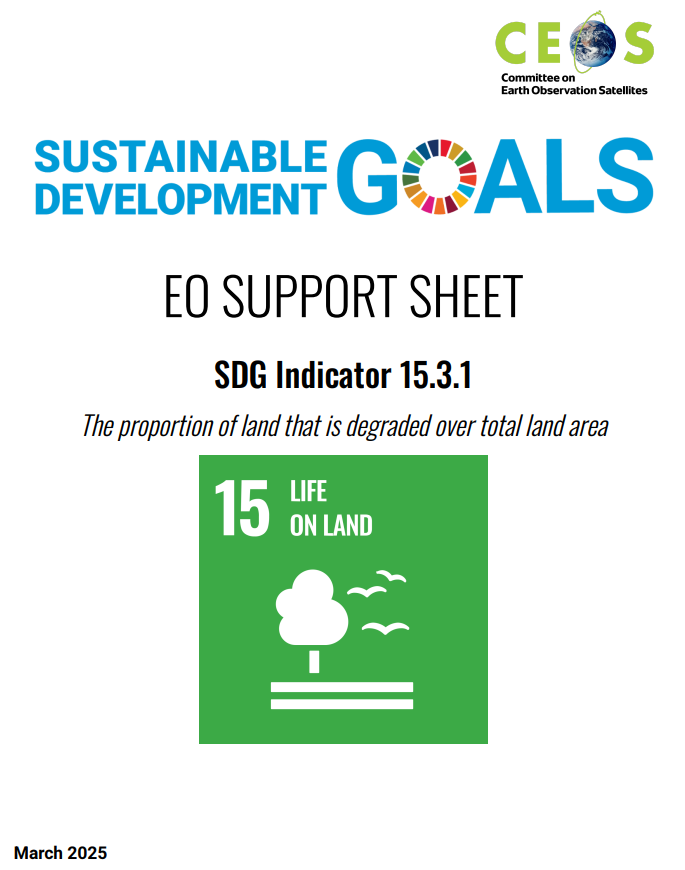 CEOS
Committee on
Earth Observation Satellites
SUSTAINABLE
DEVELOPMENT
GOALS
EO SUPPORT SHEET
SDG Indicator 15.3.1
The proportion of land that is degraded over total land area
15
LIFE
ON LAND
March 2025